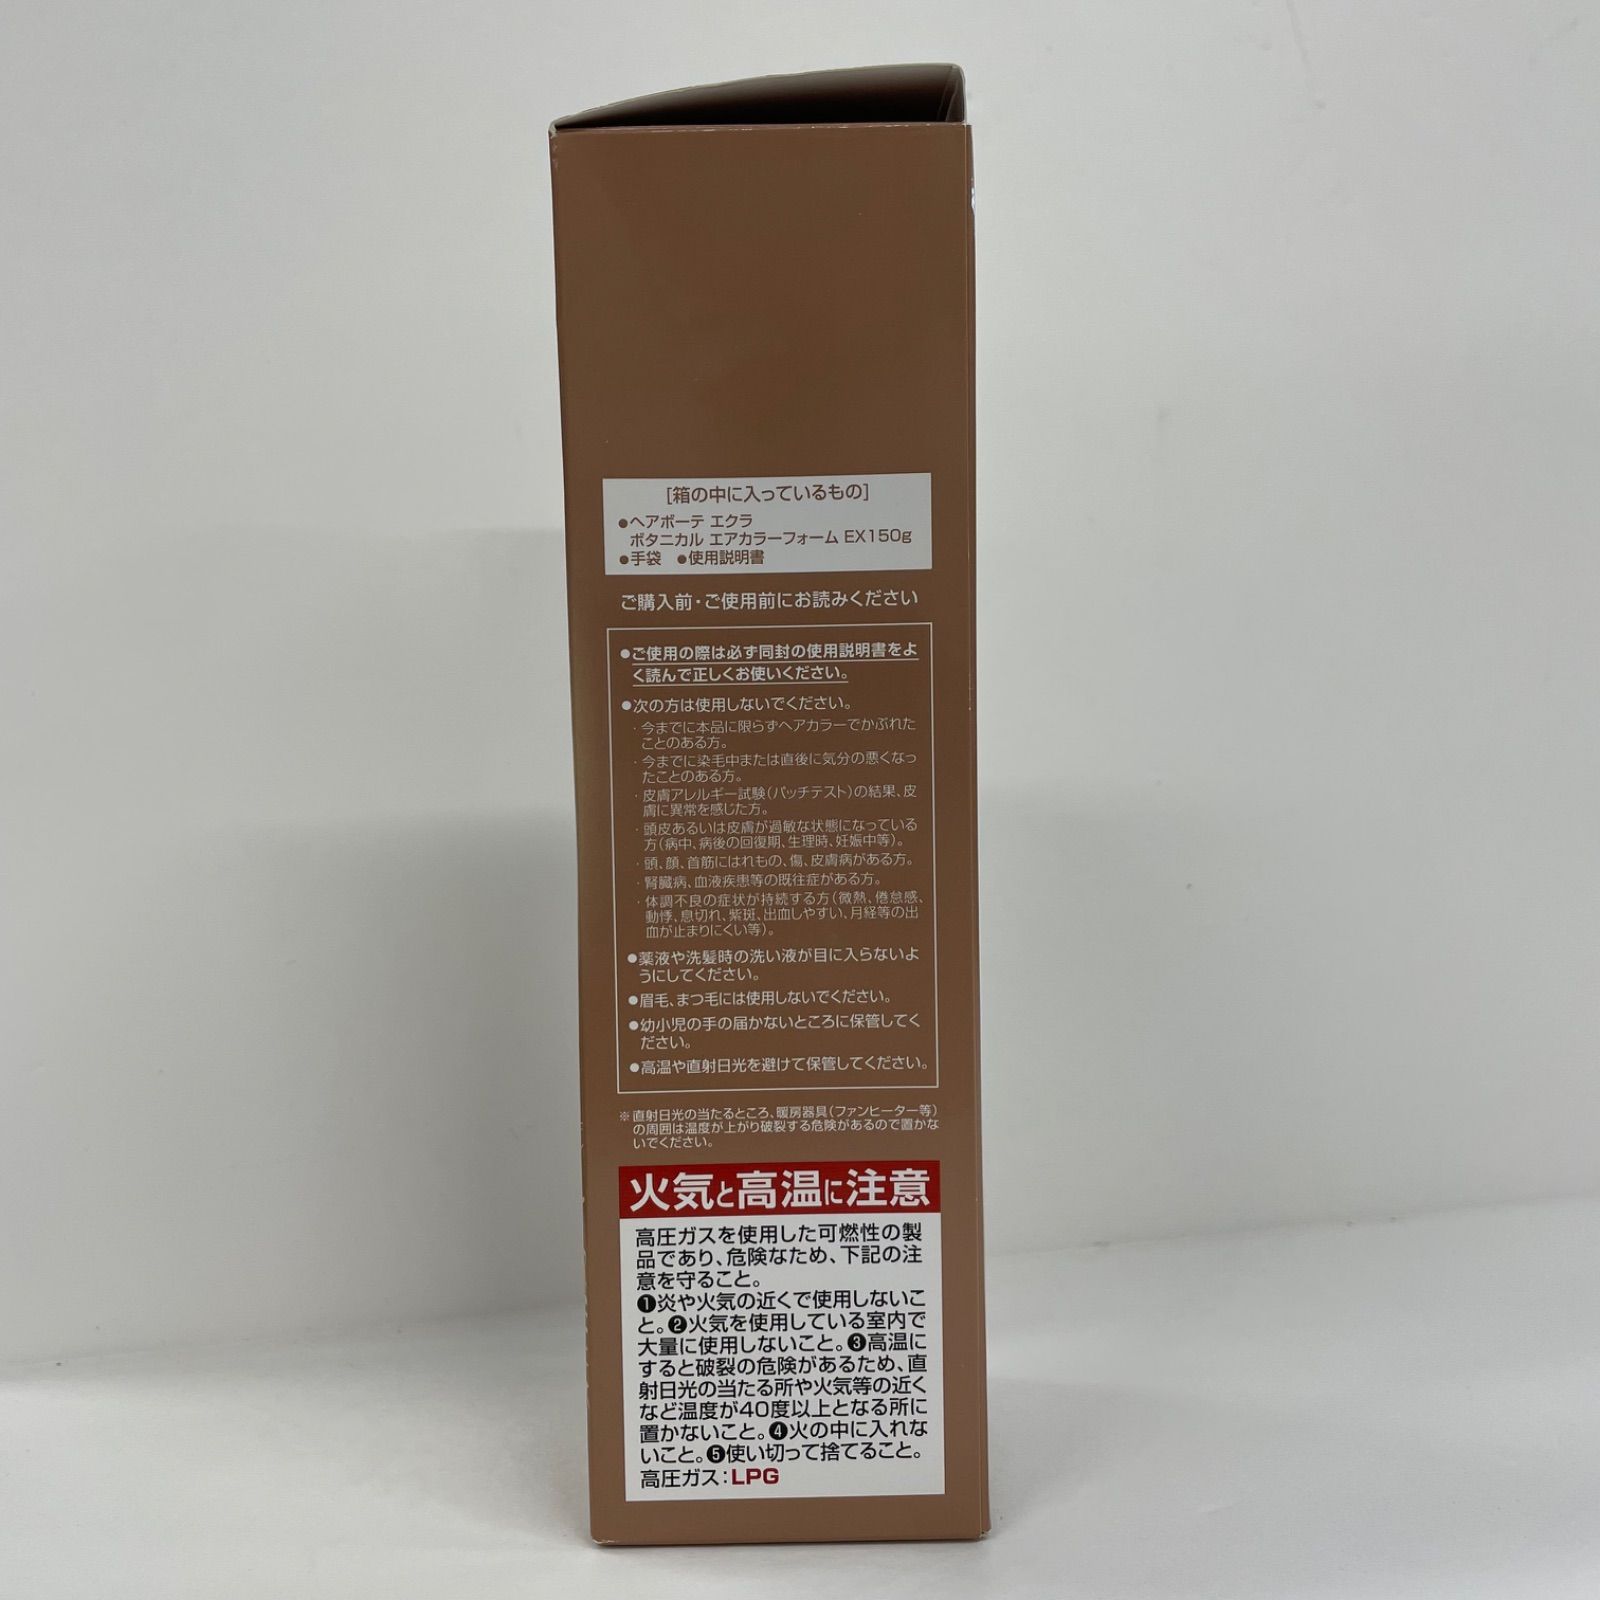 [箱の中に入っているもの]
●ヘアボーテ エクラ
ボタニカル エアカラーフォーム EX150g
●手袋 ●使用説明書
ご購入前・ご使用前にお読みください
●ご使用の際は必ず同封の使用説明書をよ
く読んで正しくお使いください。
●次の方は使用しないでください。
・今までに本品に限らずヘアカラーでかぶれた
ことのある方。
・今までに染毛中または直後に気分の悪くなっ
たことのある方。
・皮膚アレルギー試験(パッチテスト)の結果、皮
膚に異常を感じた方。
・頭皮あるいは皮膚が過敏な状態になっている
方(病中、病後の回復期、生理時、妊娠中等)。
・頭、顔、首筋にはれもの、傷、皮膚病がある方。
・腎臓病、血液疾患等の既往症がある方。
・体調不良の症状が持続する方(微熱、倦怠感、
動悸、息切れ、紫斑、出血しやすい、月経等の出
血が止まりにくい等)。
●薬液や洗髪時の洗い液が目に入らないよ
うにしてください。
●眉毛、まつ毛には使用しないでください。
●幼小児の手の届かないところに保管してく
ださい。
●高温や直射日光を避けて保管してください。
※直射日光の当たるところ、暖房器具(ファンヒーター等)
の周囲は温度が上がり破裂する危険があるので置かな
いでください。
火気と高温に注意
高圧ガスを使用した可燃性の製
品であり、危険なため、下記の注
意を守ること。
❶炎や火気の近くで使用しないこ
と。❷火気を使用している室内で
大量に使用しないこと。❸高温に
すると破裂の危険があるため、直
射日光の当たる所や火気等の近く
など温度が40度以上となる所に
置かないこと。❹火の中に入れな
いこと。❺使い切って捨てること。
高圧ガス：LPG